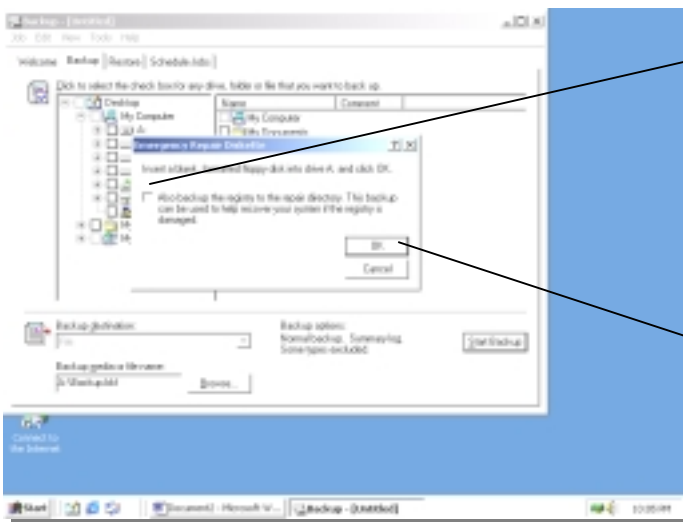 Backup - [Untitled]
Job Edit View Tools Help
Welcome Backup Restore Schedule Jobs
Click to select the check box for any drive, folder or file that you want to back up.
Desktop
My Computer
A:
Name Comment
My Computer
My Documents
Emergency Repair Diskette
Insert a blank, formatted floppy disk into drive A: and click OK.
Also backup the registry to the repair directory. This backup
can be used to help recover your system if the registry is
damaged.
OK
Cancel
Backup destination:
File
Backup media or file name:
A:\Backup.bkf
Browse...
Backup options:
Normal backup. Summary log.
Some types excluded.
Start Backup
Connect to
the Internet
Start
Document2 - Microsoft W...
Backup - [Untitled]